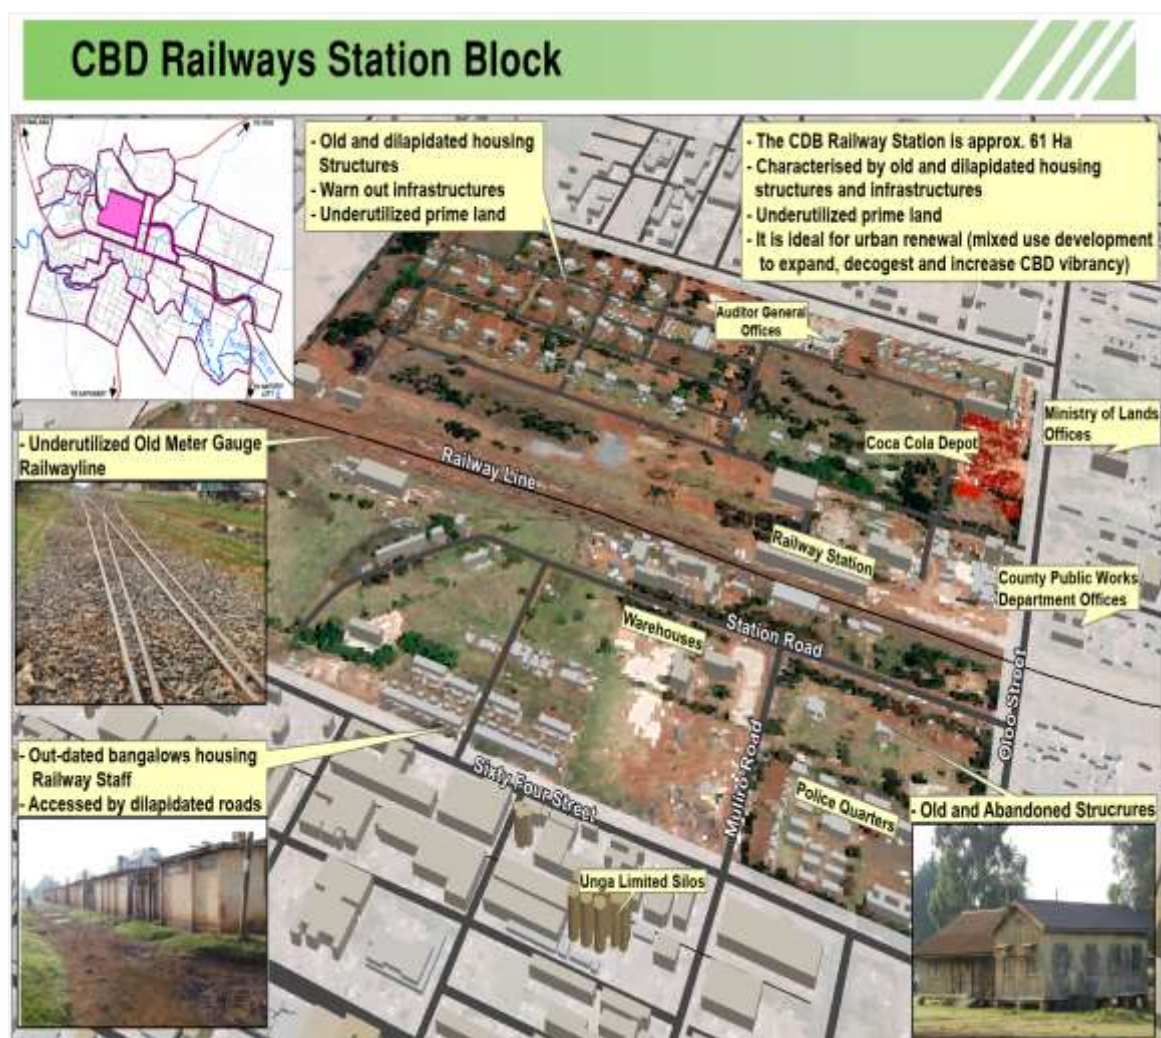 CBD Railways Station Block
- Old and dilapidated housing
Structures
- Warn out infrastructures
- Underutilized prime land
- The CDB Railway Station is approx. 61 Ha
- Characterised by old and dilapidated housing
structures and infrastructures
- Underutilized prime land
- It is ideal for urban renewal (mixed use development
to expand, decogest and increase CBD vibrancy)
Auditor General
Offices
Ministry of Lands
Offices
Coca Cola Depot
- Underutilized Old Meter Gauge
Railwayline
Railway Line
Railway Station
County Public Works
Department Offices
Warehouses
Station Road
Oloo Street
- Out-dated bangalows housing
Railway Staff
- Accessed by dilapidated roads
Sixty Four Street
Muliro Road
Police Quarters
- Old and Abandoned Strucrures
Unga Limited Silos